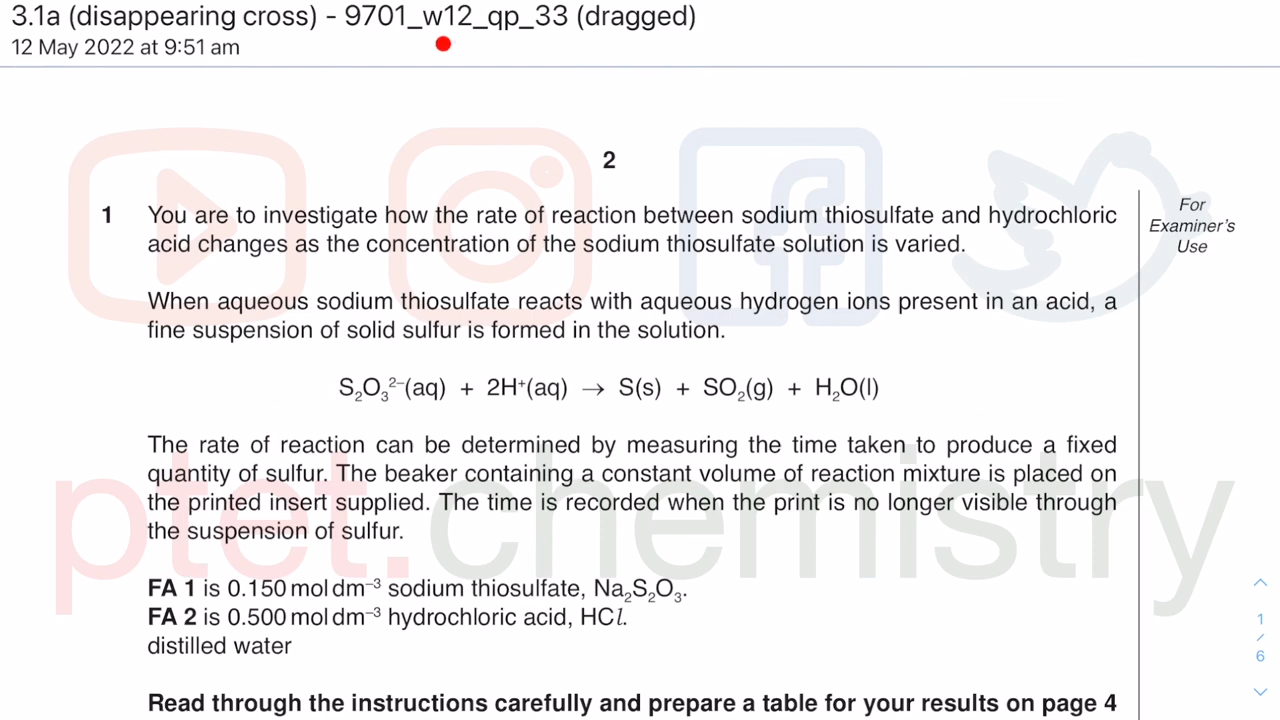 3.1a (disappearing cross) - 9701_w12_qp_33 (dragged)
12 May 2022 at 9:51 am
2
For
Examiner's
Use
1 You are to investigate how the rate of reaction between sodium thiosulfate and hydrochloric
acid changes as the concentration of the sodium thiosulfate solution is varied.
When aqueous sodium thiosulfate reacts with aqueous hydrogen ions present in an acid, a
fine suspension of solid sulfur is formed in the solution.
S₂O₃²⁻(aq) + 2H⁺(aq) → S(s) + SO₂(g) + H₂O(l)
The rate of reaction can be determined by measuring the time taken to produce a fixed
quantity of sulfur. The beaker containing a constant volume of reaction mixture is placed on
the printed insert supplied. The time is recorded when the print is no longer visible through
the suspension of sulfur.
ptet.chemistry
FA 1 is 0.150 mol dm⁻³ sodium thiosulfate, Na₂S₂O₃.
FA 2 is 0.500 mol dm⁻³ hydrochloric acid, HCl.
distilled water
1
/
6
Read through the instructions carefully and prepare a table for your results on page 4